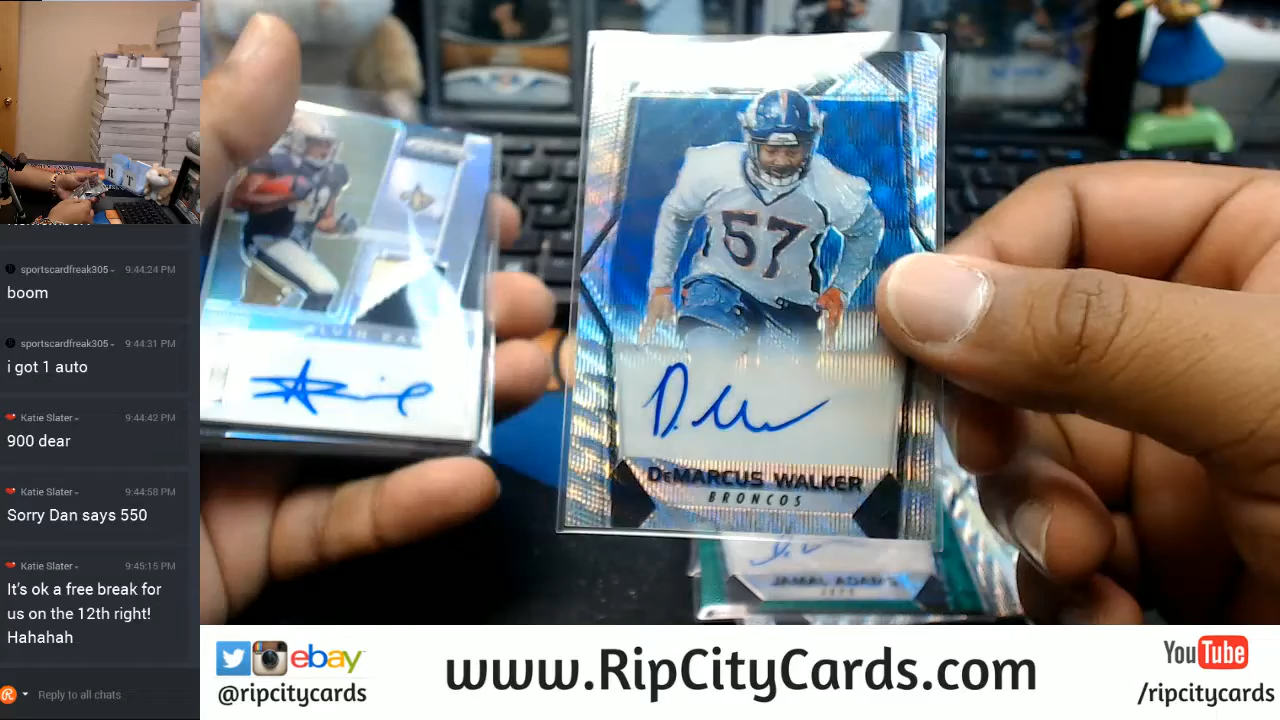 sportscardfreak305
9:44:24 PM
boom
sportscardfreak305
9:44:31 PM
i got 1 auto
Katie Slater
9:44:42 PM
900 dear
Katie Slater
9:44:58 PM
Sorry Dan says 550
Katie Slater
9:45:15 PM
It's ok a free break for
us on the 12th right!
Hahahah
Reply to all chats
57
DeMARCUS WALKER
BRONCOS
JAMAL ADAMS
JETS
ebay
@ripcitycards
www.RipCityCards.com
YouTube
/ripcitycards